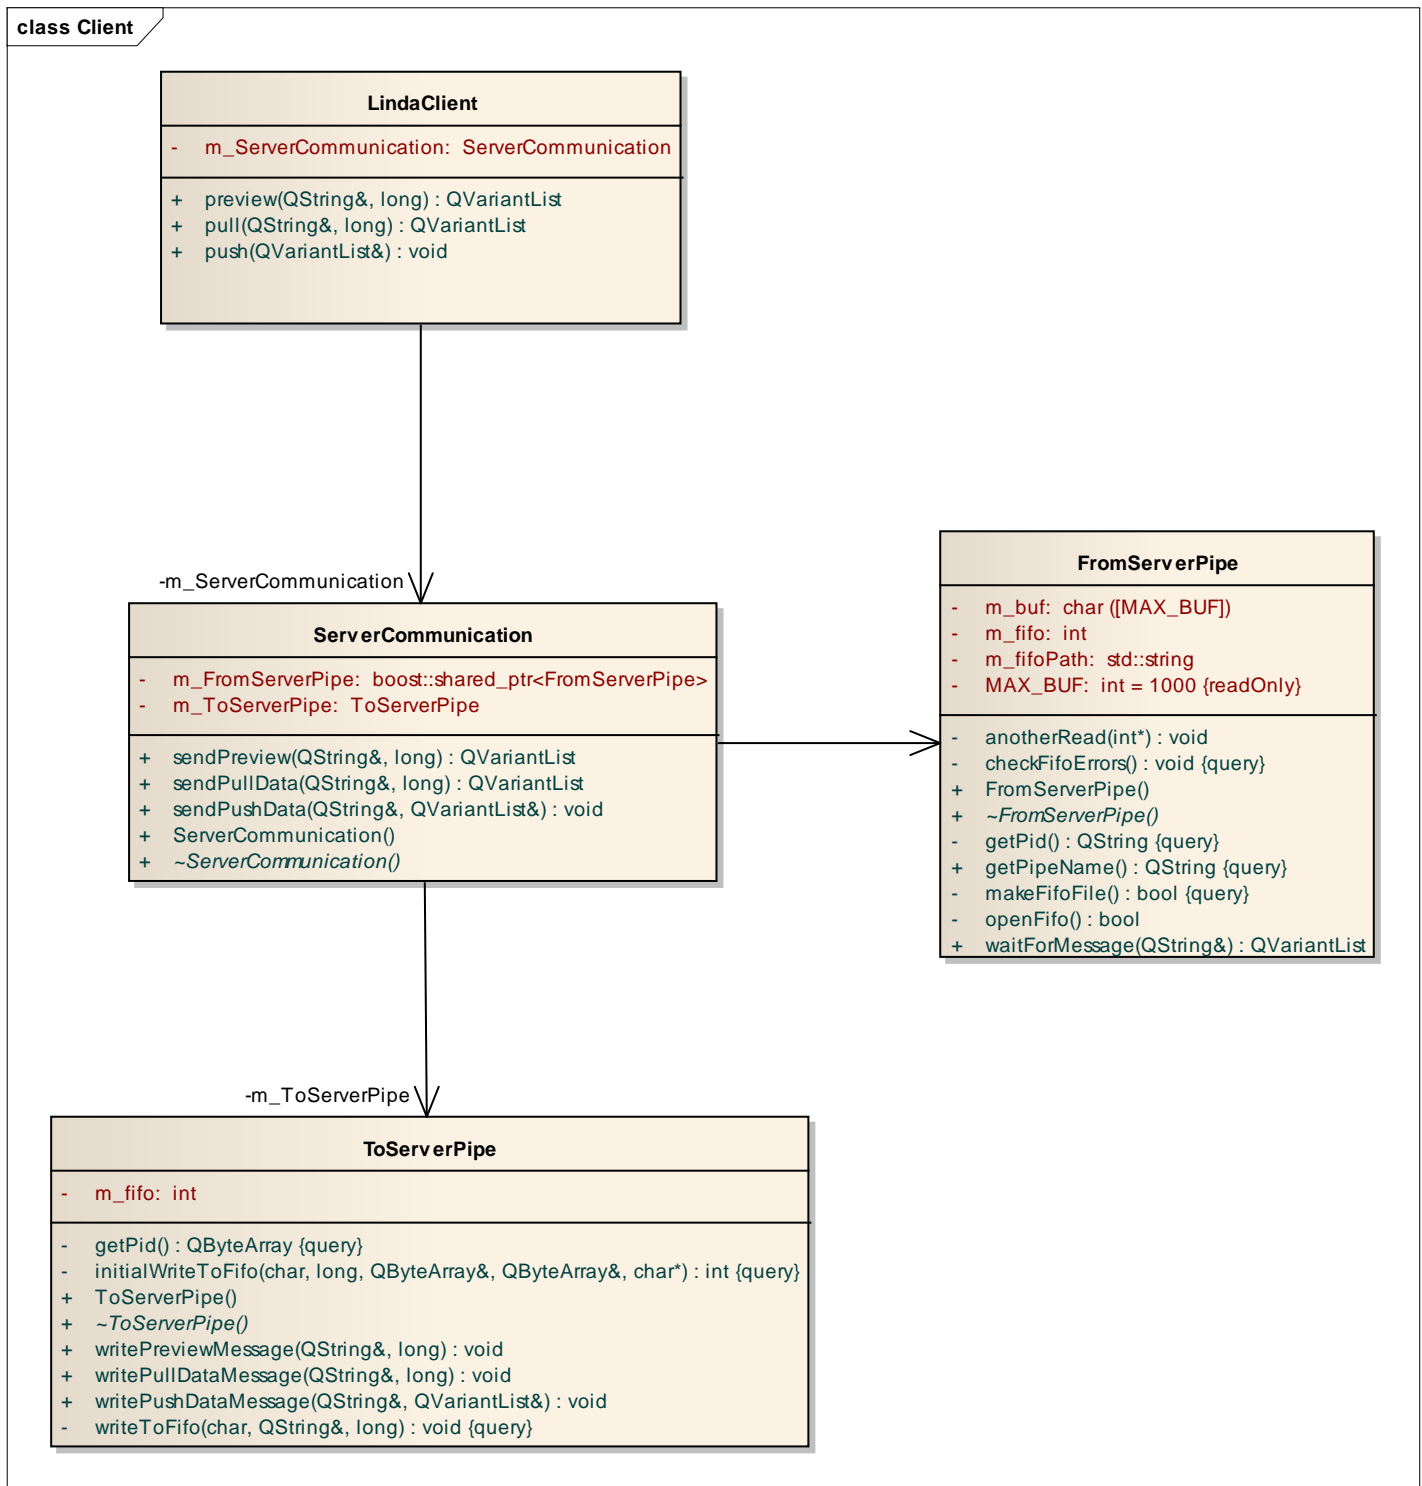 class Client
LindaClient
- m_ServerCommunication: ServerCommunication
+ preview(QString&, long) : QVariantList
+ pull(QString&, long) : QVariantList
+ push(QVariantList&) : void
-m_ServerCommunication
ServerCommunication
- m_FromServerPipe: boost::shared_ptr<FromServerPipe>
- m_ToServerPipe: ToServerPipe
+ sendPreview(QString&, long) : QVariantList
+ sendPullData(QString&, long) : QVariantList
+ sendPushData(QString&, QVariantList&) : void
+ ServerCommunication()
+ ~ServerCommunication()
FromServerPipe
- m_buf: char ([MAX_BUF])
- m_fifo: int
- m_fifoPath: std::string
- MAX_BUF: int = 1000 {readOnly}
- anotherRead(int*) : void
- checkFifoErrors() : void {query}
+ FromServerPipe()
+ ~FromServerPipe()
- getPid() : QString {query}
+ getPipeName() : QString {query}
- makeFifoFile() : bool {query}
- openFifo() : bool
+ waitForMessage(QString&) : QVariantList
-m_ToServerPipe
ToServerPipe
- m_fifo: int
- getPid() : QByteArray {query}
- initialWriteToFifo(char, long, QByteArray&, QByteArray&, char*) : int {query}
+ ToServerPipe()
+ ~ToServerPipe()
+ writePreviewMessage(QString&, long) : void
+ writePullDataMessage(QString&, long) : void
+ writePushDataMessage(QString&, QVariantList&) : void
- writeToFifo(char, QString&, long) : void {query}